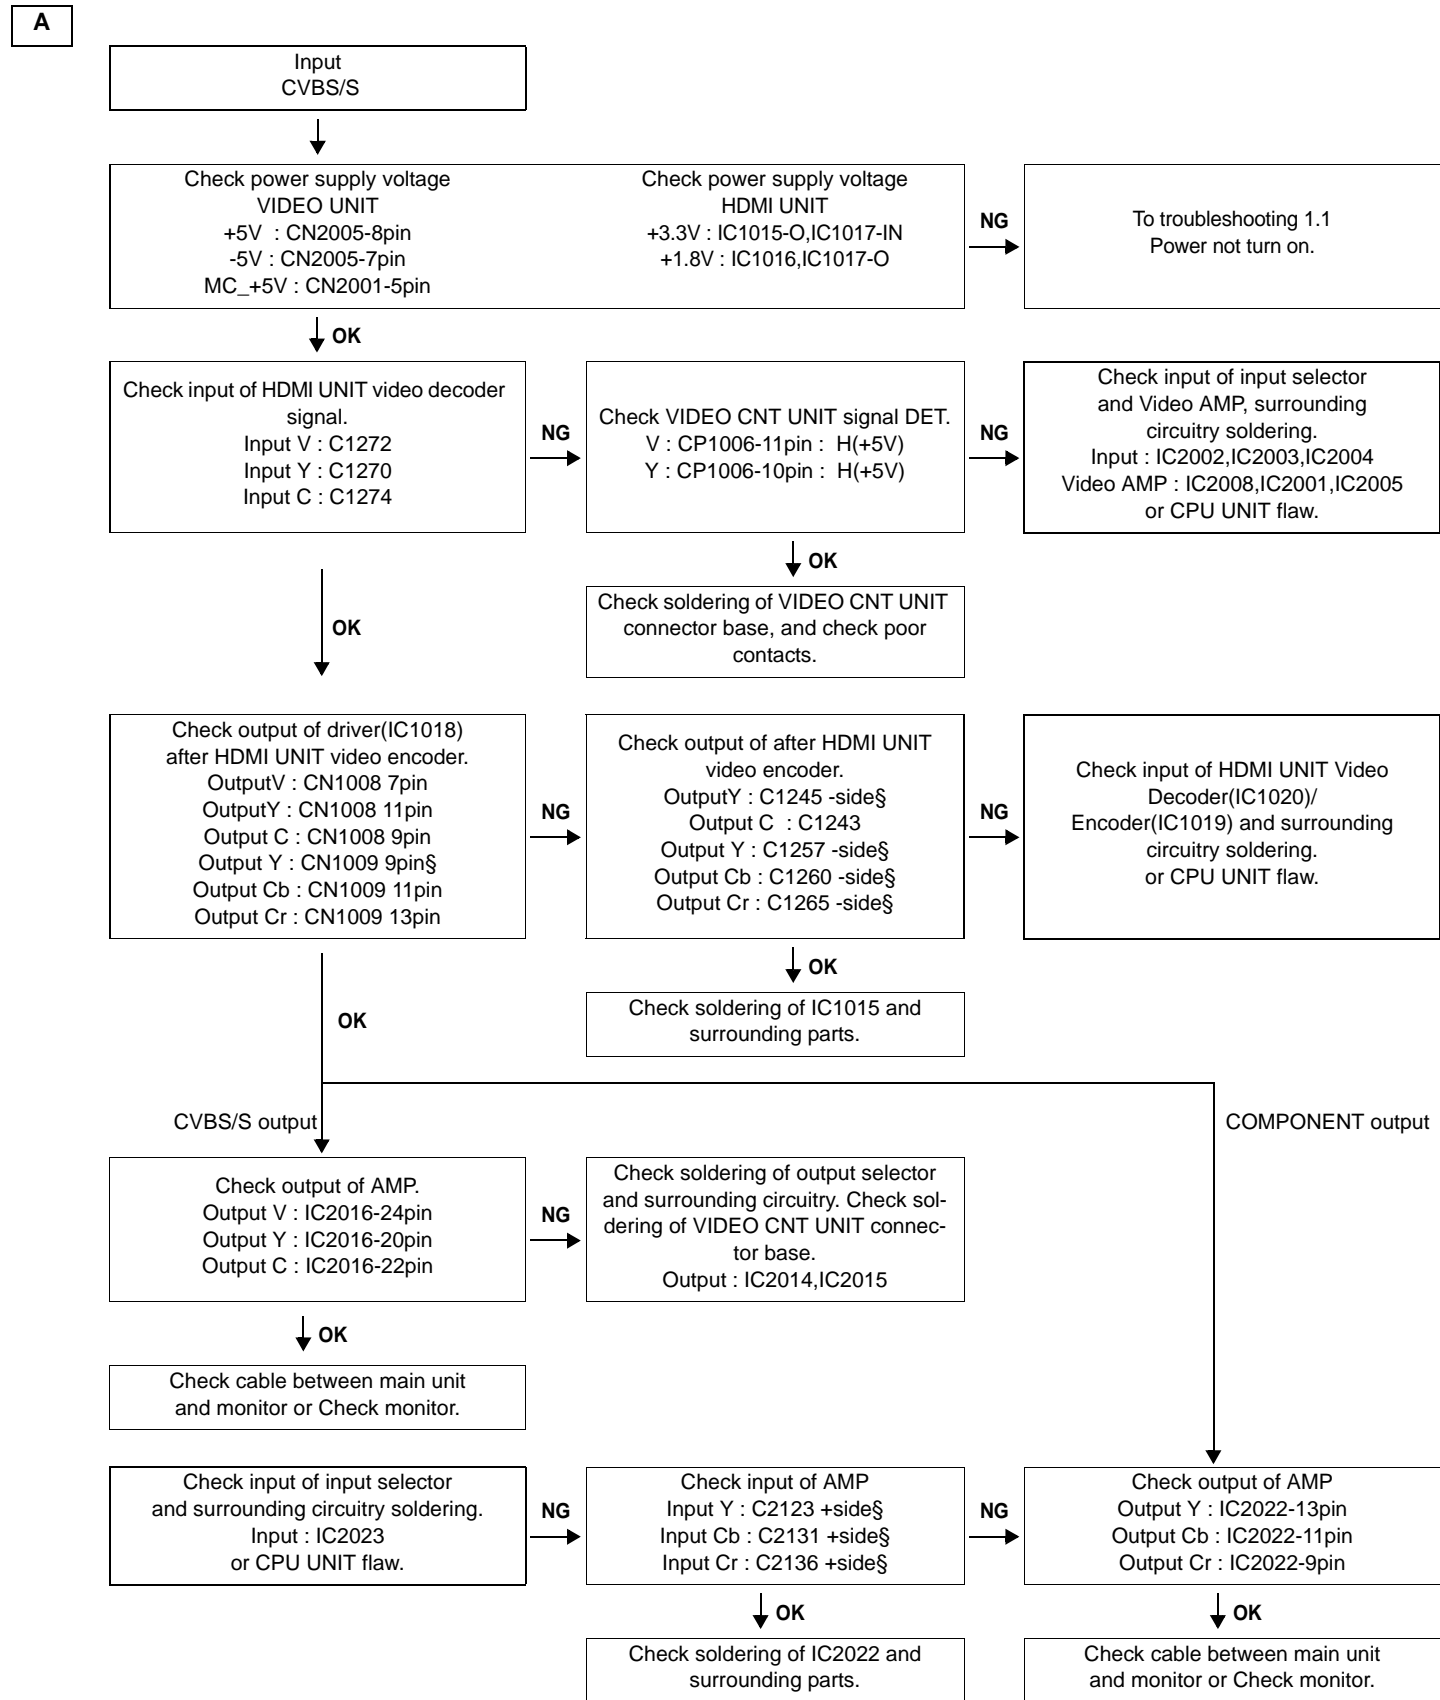 A
Input
CVBS/S
Check power supply voltage
VIDEO UNIT
+5V : CN2005-8pin
-5V : CN2005-7pin
MC_+5V : CN2001-5pin
Check power supply voltage
HDMI UNIT
+3.3V : IC1015-O,IC1017-IN
+1.8V : IC1016,IC1017-O
NG
To troubleshooting 1.1
Power not turn on.
OK
Check input of HDMI UNIT video decoder
signal.
Input V : C1272
Input Y : C1270
Input C : C1274
NG
Check VIDEO CNT UNIT signal DET.
V : CP1006-11pin : H(+5V)
Y : CP1006-10pin : H(+5V)
NG
Check input of input selector
and Video AMP, surrounding
circuitry soldering.
Input : IC2002,IC2003,IC2004
Video AMP : IC2008,IC2001,IC2005
or CPU UNIT flaw.
OK
Check soldering of VIDEO CNT UNIT
connector base, and check poor
contacts.
OK
Check output of driver(IC1018)
after HDMI UNIT video encoder.
OutputV : CN1008 7pin
OutputY : CN1008 11pin
Output C : CN1008 9pin
Output Y : CN1009 9pin§
Output Cb : CN1009 11pin
Output Cr : CN1009 13pin
NG
Check output of after HDMI UNIT
video encoder.
OutputY : C1245 -side§
Output C : C1243
Output Y : C1257 -side§
Output Cb : C1260 -side§
Output Cr : C1265 -side§
NG
Check input of HDMI UNIT Video
Decoder(IC1020)/
Encoder(IC1019) and surrounding
circuitry soldering.
or CPU UNIT flaw.
OK
Check soldering of IC1015 and
surrounding parts.
OK
CVBS/S output
COMPONENT output
Check output of AMP.
Output V : IC2016-24pin
Output Y : IC2016-20pin
Output C : IC2016-22pin
NG
Check soldering of output selector
and surrounding circuitry. Check sol-
dering of VIDEO CNT UNIT connec-
tor base.
Output : IC2014,IC2015
OK
Check cable between main unit
and monitor or Check monitor.
Check input of input selector
and surrounding circuitry soldering.
Input : IC2023
or CPU UNIT flaw.
NG
Check input of AMP
Input Y : C2123 +side§
Input Cb : C2131 +side§
Input Cr : C2136 +side§
NG
Check output of AMP
Output Y : IC2022-13pin
Output Cb : IC2022-11pin
Output Cr : IC2022-9pin
OK
Check soldering of IC2022 and
surrounding parts.
OK
Check cable between main unit
and monitor or Check monitor.